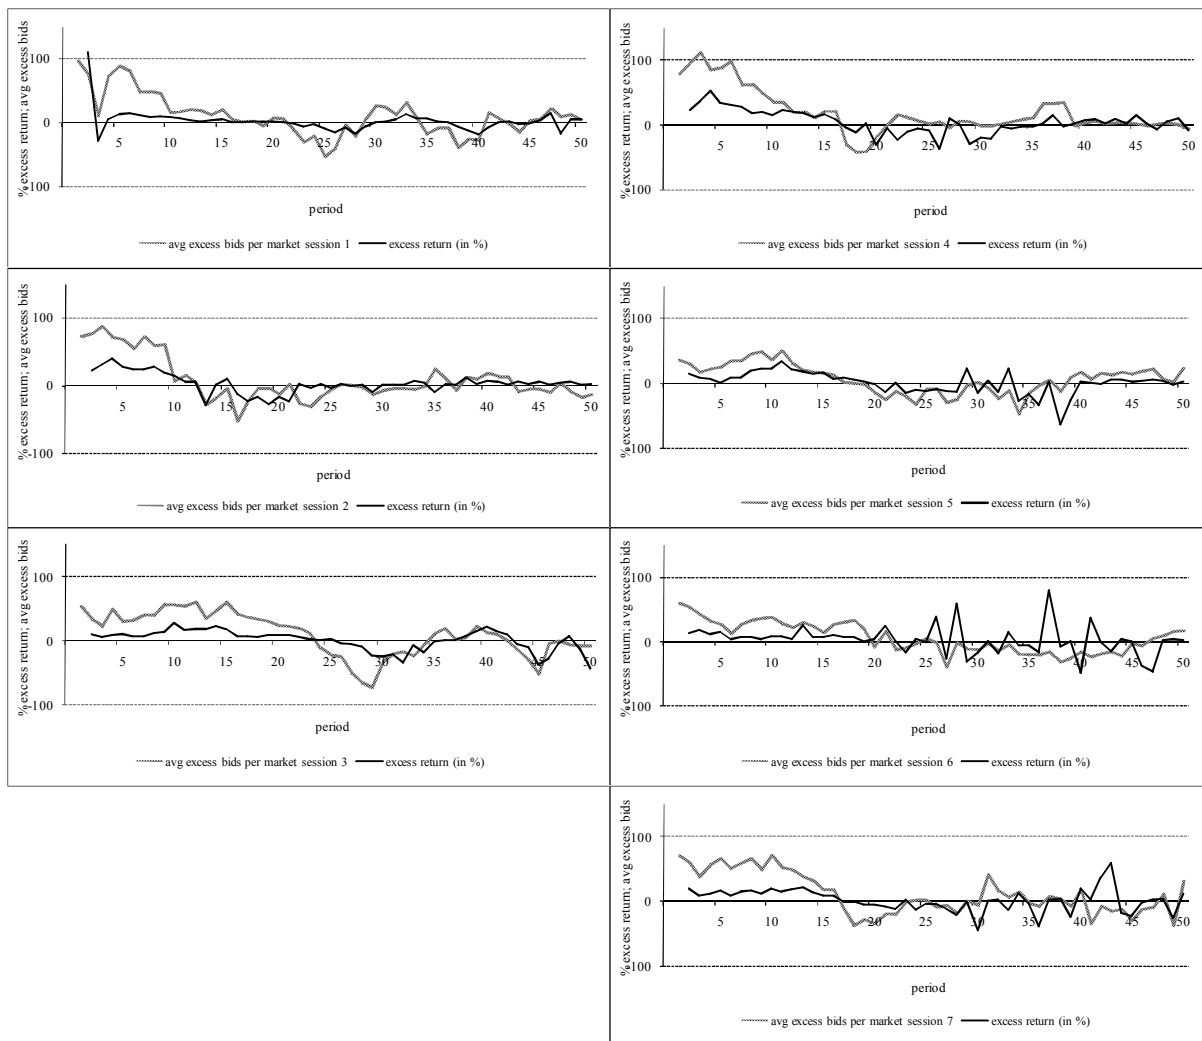 % excess return; avg excess bids
100
0
-100
5 10 15 20 25 30 35 40 45 50
period
avg excess bids per market session 1 excess return (in %)
% excess return; avg excess bids
100
0
-100
5 10 15 20 25 30 35 40 45 50
period
avg excess bids per market session 4 excess return (in %)
% excess return; avg excess bids
100
0
-100
5 10 15 20 25 30 35 40 45 50
period
avg excess bids per market session 2 excess return (in %)
% excess return; avg excess bids
100
0
-100
5 10 15 20 25 30 35 40 45 50
period
avg excess bids per market session 5 excess return (in %)
% excess return; avg excess bids
100
0
-100
5 10 15 20 25 30 35 40 45 50
period
avg excess bids per market session 3 excess return (in %)
% excess return; avg excess bids
100
0
-100
5 10 15 20 25 30 35 40 45 50
period
avg excess bids per market session 6 excess return (in %)
% excess return; avg excess bids
100
0
-100
5 10 15 20 25 30 35 40 45 50
period
avg excess bids per market session 7 excess return (in %)